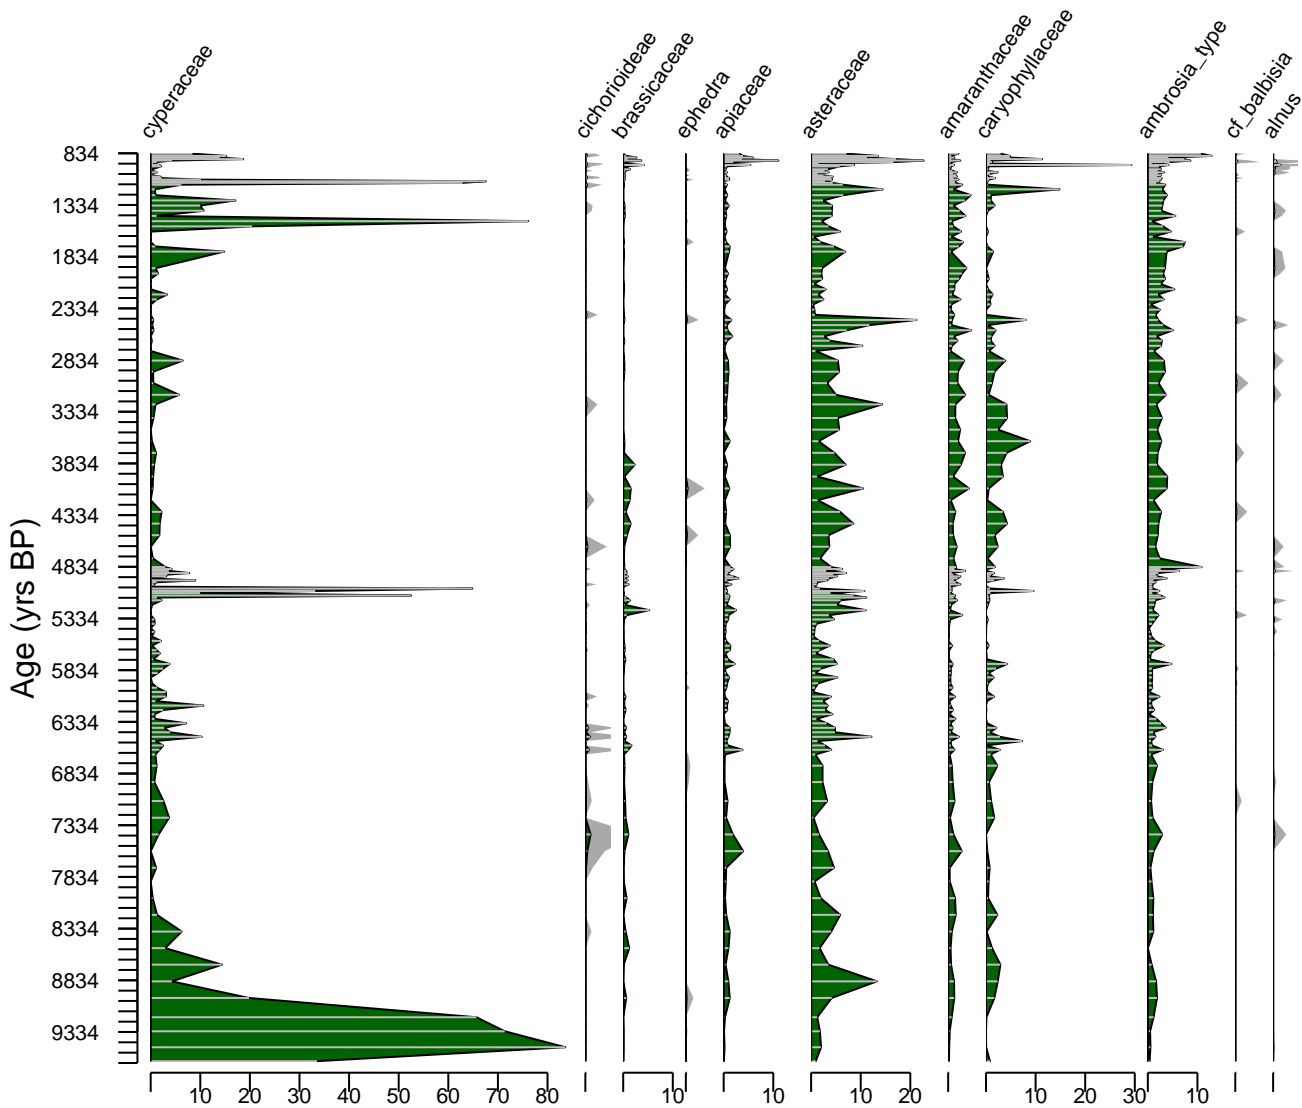 cyperaceae
cichorioideae
brassicaceae
ephedra
apiaceae
asteraceae
amaranthaceae
caryophyllaceae
ambrosia_type
cf_balbisia
alnus
Age (yrs BP)
834
1334
1834
2334
2834
3334
3834
4334
4834
5334
5834
6334
6834
7334
7834
8334
8834
9334
10 20 30 40 50 60 70 80 10 10 10 20 10 20 30 10